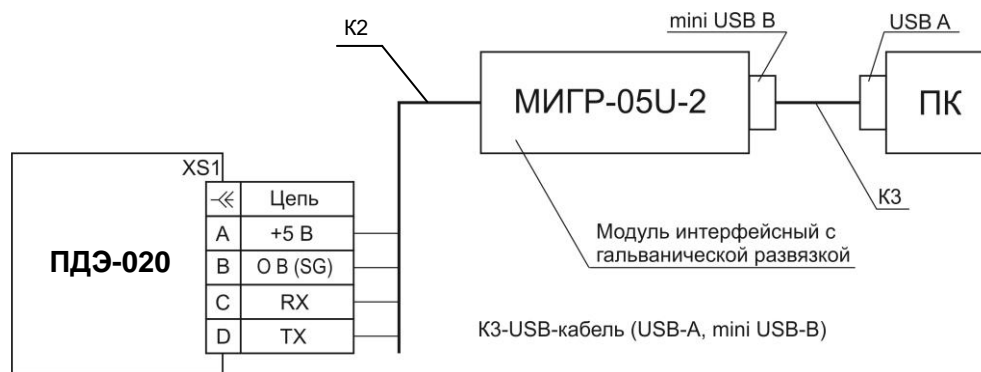 К2
mini USB B
USB A
МИГР-05U-2
ПК
К3
XS1
Цепь
A
+5 В
ПДЭ-020
B
О В (SG)
C
RX
D
TX
Модуль интерфейсный с
гальванической развязкой
К3-USB-кабель (USB-A, mini USB-B)